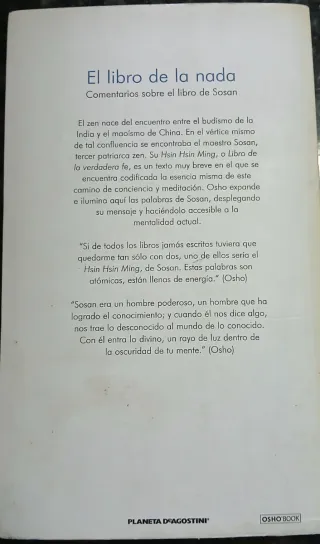 El libro de la nada
Comentarios sobre el libro de Sosan
El zen nace del encuentro entre el budismo de la
India y el maoísmo de China. En el vértice mismo
de tal confluencia se encontraba el maestro Sosan,
tercer patriarca zen. Su Hsin Hsin Ming, o Libro de
la verdadera fe, es un texto muy breve en el que se
encuentra codificada la esencia misma de este
camino de conciencia y meditación. Osho expande
e ilumina aquí las palabras de Sosan, desplegando
su mensaje y haciéndolo accesible a la
mentalidad actual.
"Si de todos los libros jamás escritos tuviera que
quedarme tan sólo con dos, uno de ellos sería el
Hsin Hsin Ming, de Sosan. Estas palabras son
atómicas, están llenas de energía." (Osho)
"Sosan era un hombre poderoso, un hombre que ha
logrado el conocimiento; y cuando él nos dice algo,
nos trae lo desconocido al mundo de lo conocido.
Con él entra lo divino, un rayo de luz dentro de
la oscuridad de tu mente." (Osho)
PLANETA DEAGOSTINI
OSHO BOOK